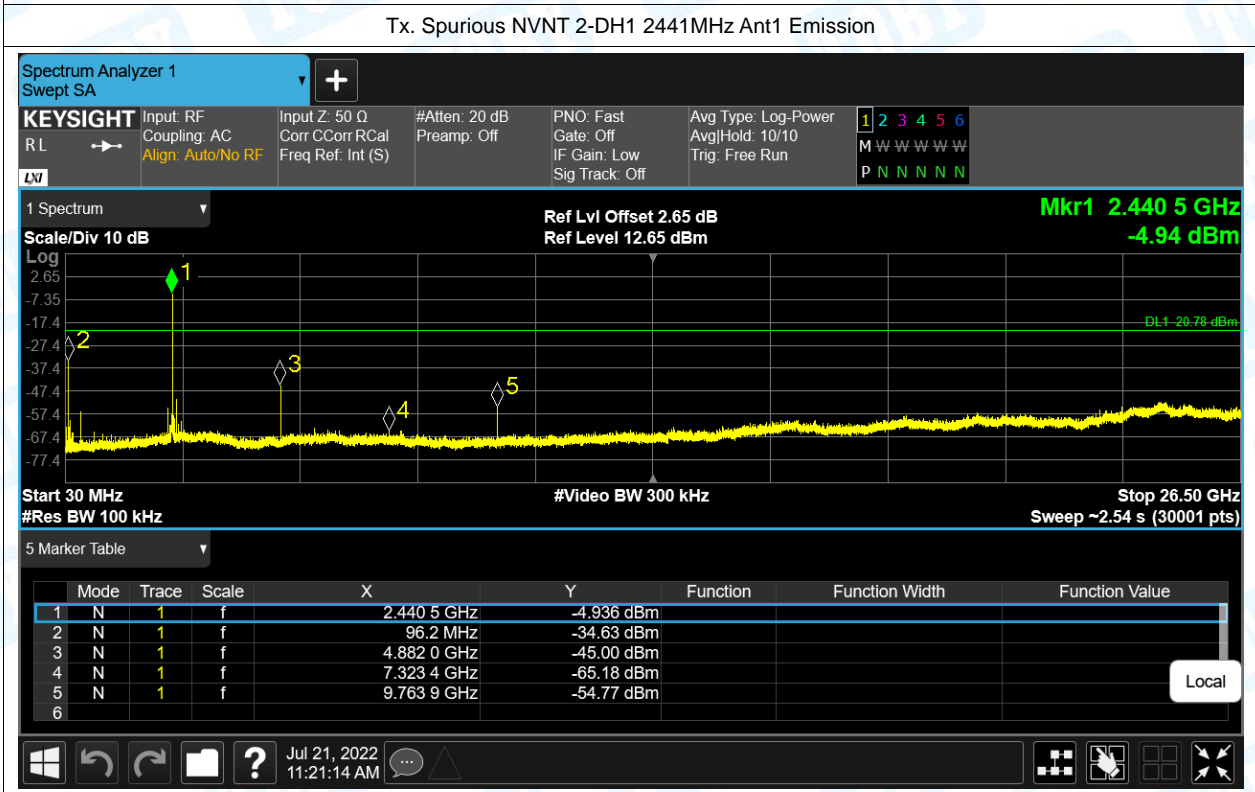 Tx. Spurious NVNT 2-DH1 2441MHz Ant1 Emission
Spectrum Analyzer 1
Swept SA
KEYSIGHT Input: RF Input Z: 50 Ω #Atten: 20 dB PNO: Fast Avg Type: Log-Power 1 2 3 4 5 6
R L Coupling: AC Corr CCorr RCal Preamp: Off Gate: Off Avg|Hold: 10/10 M W W W W W
Align: Auto/No RF Freq Ref: Int (S) IF Gain: Low Trig: Free Run
LXI Sig Track: Off P N N N N N
1 Spectrum Ref Lvl Offset 2.65 dB Mkr1 2.440 5 GHz
Scale/Div 10 dB Ref Level 12.65 dBm -4.94 dBm
Log
1
2.65
-7.35
-17.4 DL1 -20.78 dBm
2
-27.4
3
-37.4
5
-47.4
4
-57.4
-67.4
-77.4
Start 30 MHz #Video BW 300 kHz Stop 26.50 GHz
#Res BW 100 kHz Sweep ~2.54 s (30001 pts)
5 Marker Table
Mode Trace Scale X Y Function Function Width Function Value
1 N 1 f 2.440 5 GHz -4.936 dBm
2 N 1 f 96.2 MHz -34.63 dBm
3 N 1 f 4.882 0 GHz -45.00 dBm
4 N 1 f 7.323 4 GHz -65.18 dBm
5 N 1 f 9.763 9 GHz -54.77 dBm
6
Local
? Jul 21, 2022
11:21:14 AM